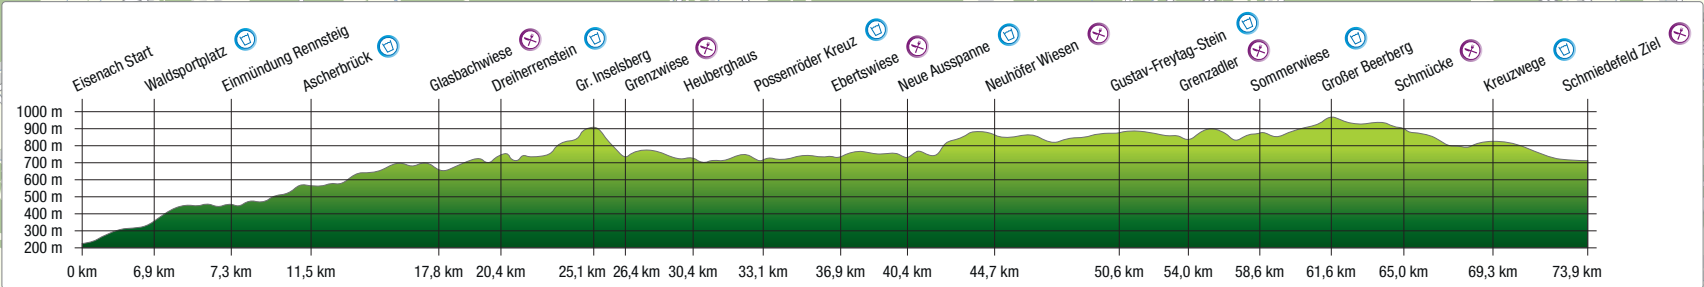 Eisenach Start
Waldsportplatz
Einmündung Rennsteig
Ascherbrück
Glasbachwiese
Dreiherrenstein
Gr. Inselsberg
Grenzwiese
Heuberghaus
Possenröder Kreuz
Ebertswiese
Neue Ausspanne
Neuhöfer Wiesen
Gustav-Freytag-Stein
Grenzadler
Sommerwiese
Großer Beerberg
Schmücke
Kreuzwege
Schmiedefeld Ziel
1000 m
900 m
800 m
700 m
600 m
500 m
400 m
300 m
200 m
0 km
6,9 km
7,3 km
11,5 km
17,8 km
20,4 km
25,1 km
26,4 km
30,4 km
33,1 km
36,9 km
40,4 km
44,7 km
50,6 km
54,0 km
58,6 km
61,6 km
65,0 km
69,3 km
73,9 km